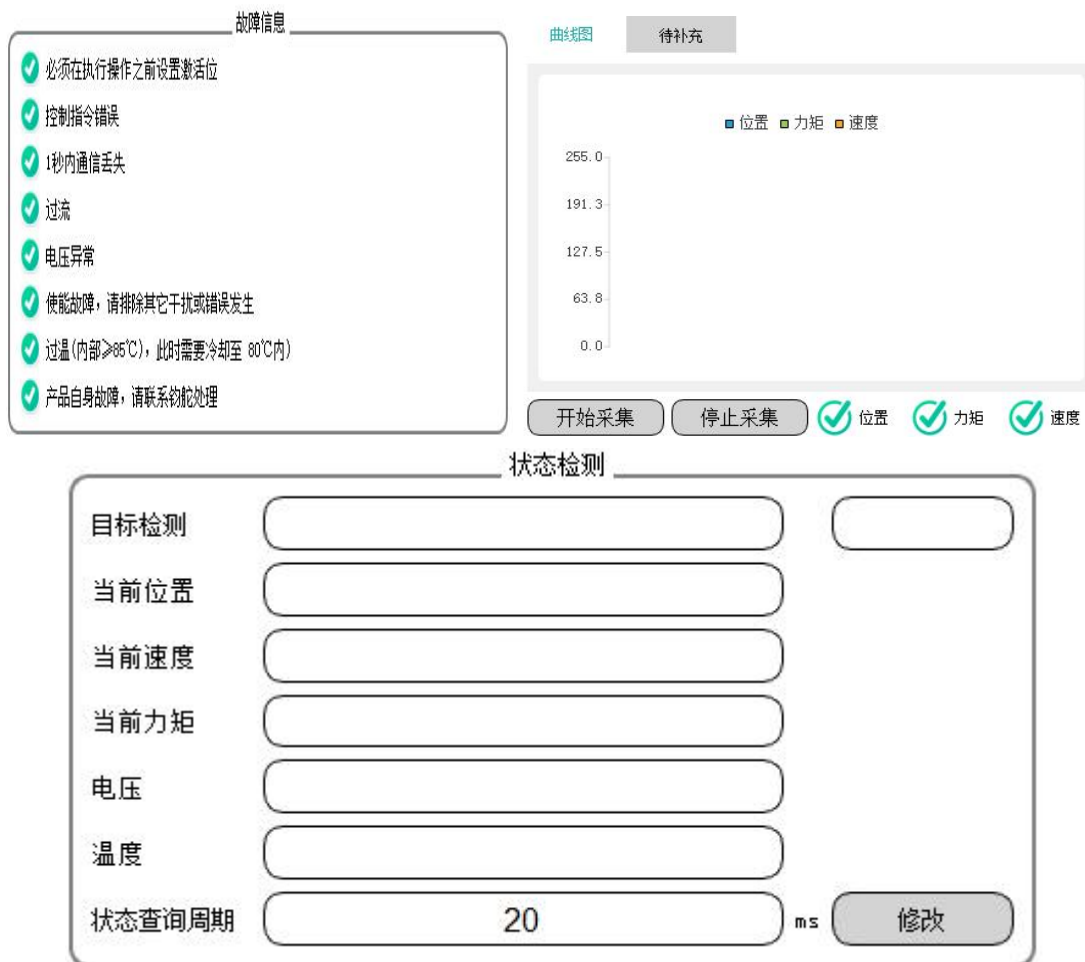 故障信息
必须在执行操作之前设置激活位
控制指令错误
1秒内通信丢失
过流
电压异常
使能故障，请排除其它干扰或错误发生
过温(内部≥85℃)，此时需要冷却至 80℃内)
产品自身故障，请联系钧舵处理
曲线图 待补充
位置 力矩 速度
255.0
191.3
127.5
63.8
0.0
开始采集 停止采集 位置 力矩 速度
状态检测
目标检测
当前位置
当前速度
当前力矩
电压
温度
状态查询周期 20 ms 修改